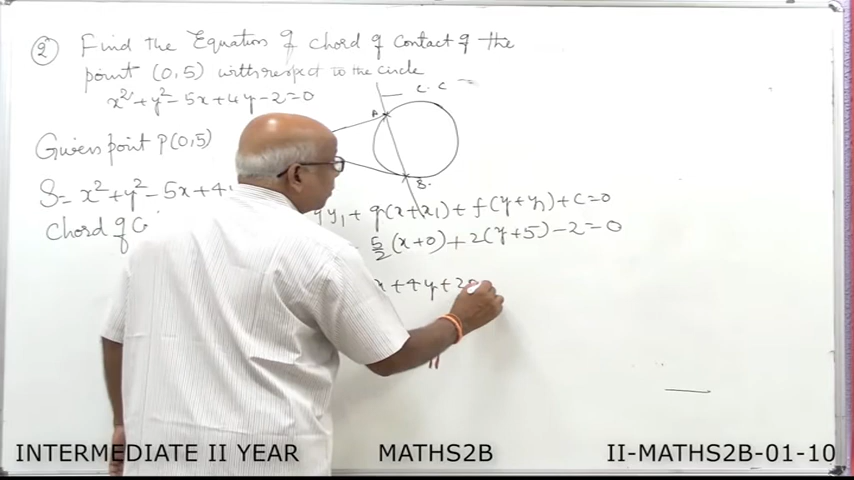 2 Find the Equation of chord of contact of the
point (0,5) with respect to the circle
x²+y²-5x+4y-2=0
C.C
A
B.
Given point P(0,5)
S= x²+y²-5x+4
chord of C
yy₁ + g(x+x₁) + f(y+y₁)+c=0
5/2 (x+0)+2(y+5)-2=0
x+4y+20
INTERMEDIATE II YEAR MATHS2B II-MATHS2B-01-10